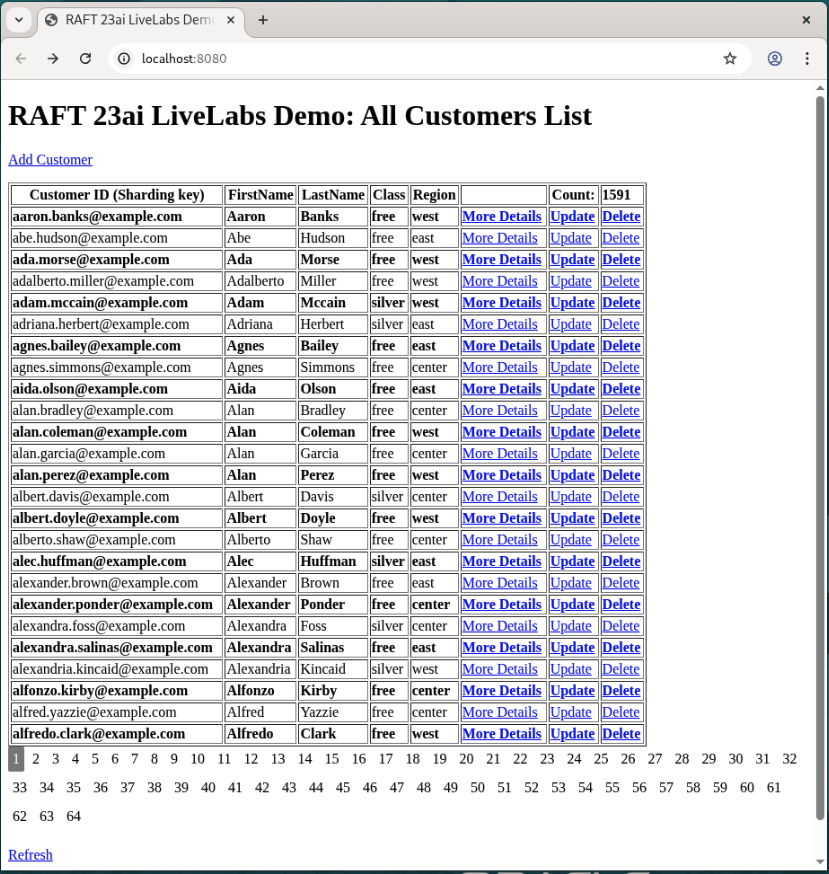 RAFT 23ai LiveLabs Dem
localhost:8080
RAFT 23ai LiveLabs Demo: All Customers List
Add Customer
Customer ID (Sharding key) FirstName LastName Class Region Count: 1591
aaron.banks@example.com Aaron Banks free west More Details Update Delete
abe.hudson@example.com Abe Hudson free east More Details Update Delete
ada.morse@example.com Ada Morse free west More Details Update Delete
adalberto.miller@example.com Adalberto Miller free west More Details Update Delete
adam.mccain@example.com Adam Mccain silver west More Details Update Delete
adriana.herbert@example.com Adriana Herbert silver east More Details Update Delete
agnes.bailey@example.com Agnes Bailey free east More Details Update Delete
agnes.simmons@example.com Agnes Simmons free center More Details Update Delete
aida.olson@example.com Aida Olson free east More Details Update Delete
alan.bradley@example.com Alan Bradley free center More Details Update Delete
alan.coleman@example.com Alan Coleman free west More Details Update Delete
alan.garcia@example.com Alan Garcia free center More Details Update Delete
alan.perez@example.com Alan Perez free west More Details Update Delete
albert.davis@example.com Albert Davis silver center More Details Update Delete
albert.doyle@example.com Albert Doyle free west More Details Update Delete
alberto.shaw@example.com Alberto Shaw free center More Details Update Delete
alec.huffman@example.com Alec Huffman silver east More Details Update Delete
alexander.brown@example.com Alexander Brown free east More Details Update Delete
alexander.ponder@example.com Alexander Ponder free center More Details Update Delete
alexandra.foss@example.com Alexandra Foss silver center More Details Update Delete
alexandra.salinas@example.com Alexandra Salinas free east More Details Update Delete
alexandria.kincaid@example.com Alexandria Kincaid silver west More Details Update Delete
alfonzo.kirby@example.com Alfonzo Kirby free center More Details Update Delete
alfred.yazzie@example.com Alfred Yazzie free center More Details Update Delete
alfredo.clark@example.com Alfredo Clark free west More Details Update Delete
1 2 3 4 5 6 7 8 9 10 11 12 13 14 15 16 17 18 19 20 21 22 23 24 25 26 27 28 29 30 31 32
33 34 35 36 37 38 39 40 41 42 43 44 45 46 47 48 49 50 51 52 53 54 55 56 57 58 59 60 61
62 63 64
Refresh